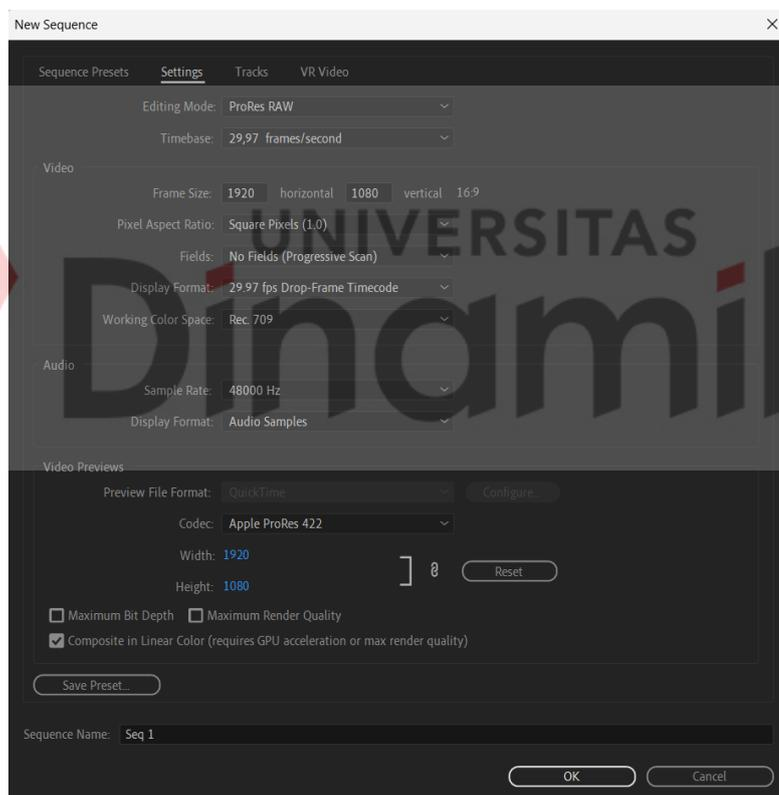 New Sequence
Sequence Presets Settings Tracks VR Video
Editing Mode: ProRes RAW
Timebase: 29,97 frames/second
Video
Frame Size: 1920 horizontal 1080 vertical 16:9
Pixel Aspect Ratio: Square Pixels (1.0)
UNIVERSITAS
Fields: No Fields (Progressive Scan)
Display Format: 29.97 fps Drop-Frame Timecode
Working Color Space: Rec. 709
Audio
Sample Rate: 48000 Hz
Display Format: Audio Samples
Video Previews
Preview File Format: QuickTime Configure...
Codec: Apple ProRes 422
Width: 1920
Reset
Height: 1080
Maximum Bit Depth Maximum Render Quality
Composite in Linear Color (requires GPU acceleration or max render quality)
Save Preset...
Sequence Name: Seq 1
OK Cancel